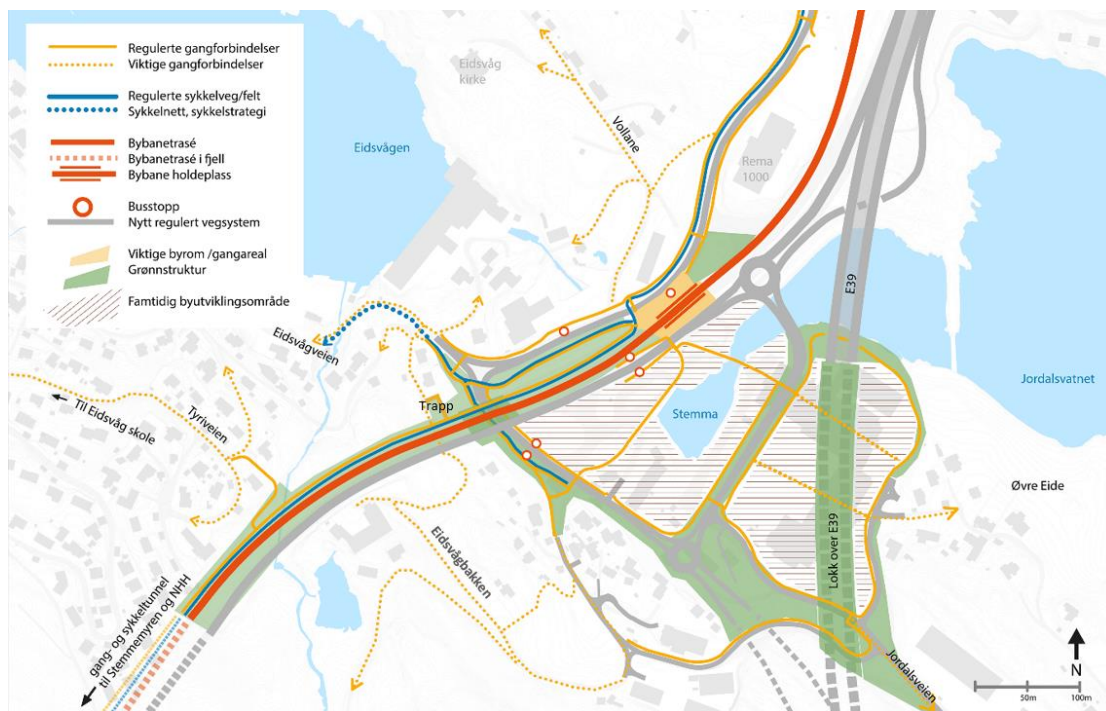 Regulerte gangforbindelser
Viktige gangforbindelser
Regulerte sykkelveg/felt
Sykkelnett, sykkelstrategi
Bybanetrasé
Bybanetrasé i fjell
Bybane holdeplass
Busstopp
Nytt regulert vegsystem
Viktige byrom /gangareal
Grønnstruktur
Famtidig byutviklingsområde
Eidsvåg
kirke
Eidsvågen
Vollane
Rema
1000
E39
Eidsvågveien
Jordalsvatnet
Trapp
Stemma
Til Eidsvåg skole
Tyriveien
Øvre Eide
Lokk over E39
Eidsvågbakken
gang- og sykkeltunnel
til Stemmemyren og NHH
Jordalsveien
N
50m
100m